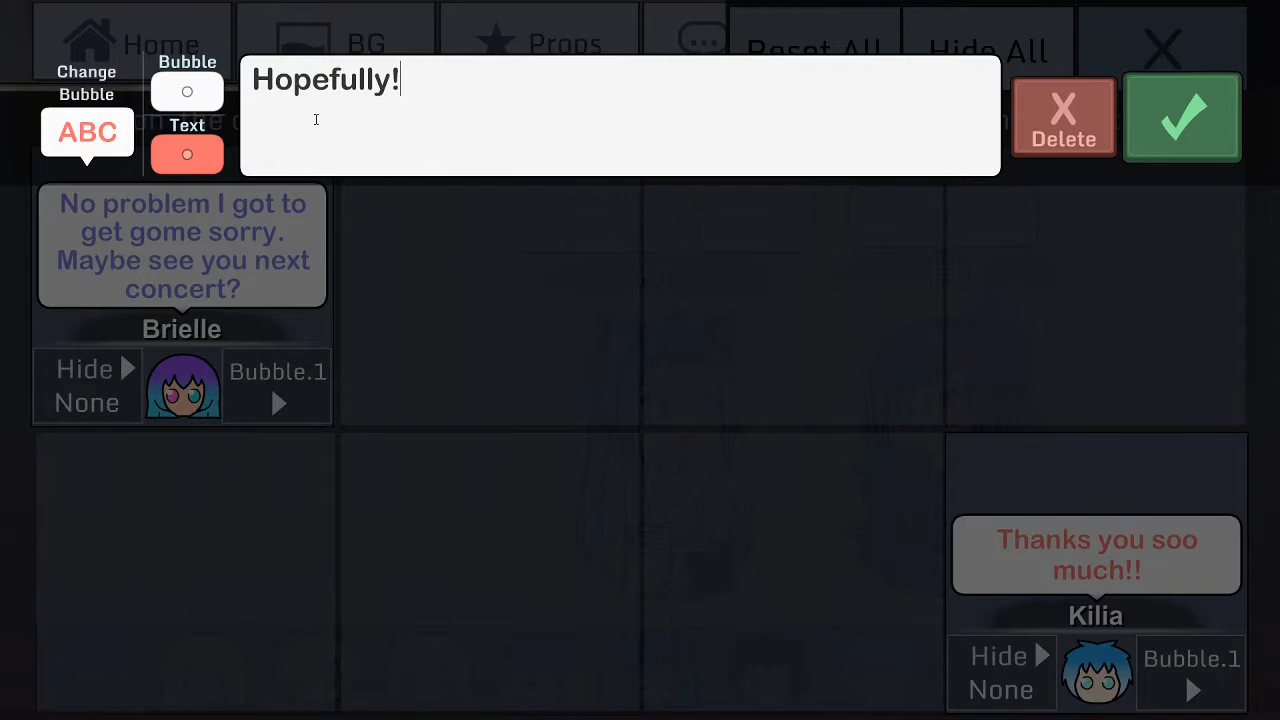 Home
BG
Props
Reset All
Hide All
X
Change
Bubble
ABC
Bubble
Text
Hopefully!
X
Delete
No problem I got to
get gome sorry.
Maybe see you next
concert?
Brielle
Hide
None
Bubble.1
Thanks you soo
much!!
Kilia
Hide
None
Bubble.1